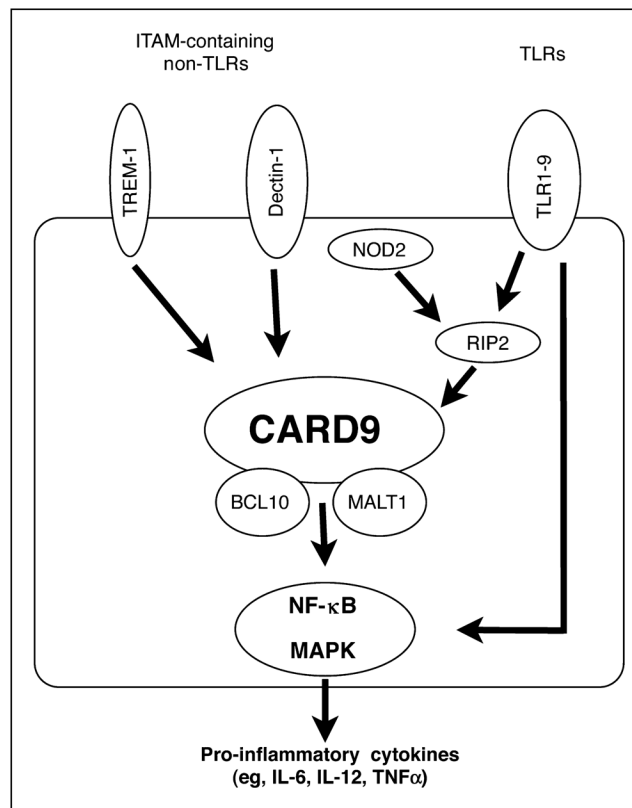 ITAM-containing
non-TLRs
TLRs
TREM-1
Dectin-1
TLR1-9
NOD2
RIP2
CARD9
BCL10
MALT1
NF-κB
MAPK
Pro-inflammatory cytokines
(eg, IL-6, IL-12, TNFα)